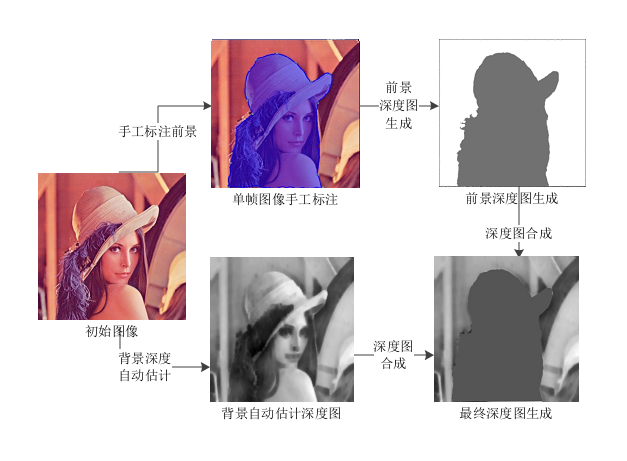 手工标注前景
前景
深度图
生成
单帧图像手工标注
前景深度图生成
深度图合成
初始图像
背景深度
自动估计
深度图
合成
背景自动估计深度图
最终深度图生成